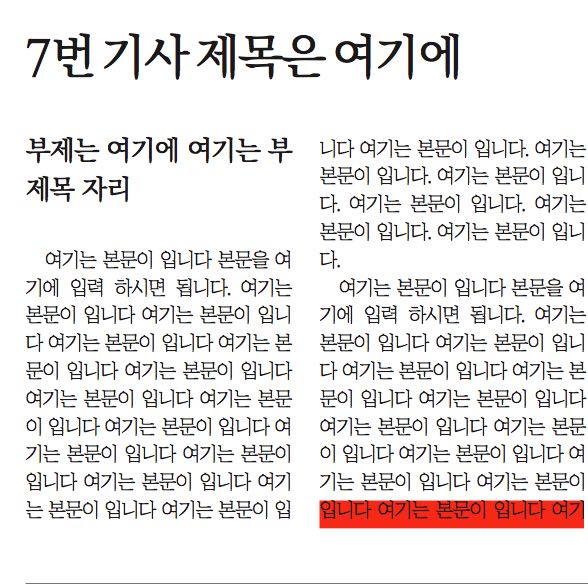 7번 기사 제목은 여기에
부제는 여기에 여기는 부
제목 자리
여기는 본문이 입니다 본문을 여
기에 입력 하시면 됩니다. 여기는
본문이 입니다 여기는 본문이 입니
다 여기는 본문이 입니다 여기는 본
문이 입니다 여기는 본문이 입니다
여기는 본문이 입니다 여기는 본문
이 입니다 여기는 본문이 입니다 여
기는 본문이 입니다 여기는 본문이
입니다 여기는 본문이 입니다 여기
는 본문이 입니다 여기는 본문이 입
니다 여기는 본문이 입니다. 여기는
본문이 입니다. 여기는 본문이 입니
다. 여기는 본문이 입니다. 여기는
본문이 입니다. 여기는 본문이 입니
다.
여기는 본문이 입니다 본문을 여
기에 입력 하시면 됩니다. 여기는
본문이 입니다 여기는 본문이 입니
다 여기는 본문이 입니다 여기는 본
문이 입니다 여기는 본문이 입니다
여기는 본문이 입니다 여기는 본문
이 입니다 여기는 본문이 입니다 여
기는 본문이 입니다 여기는 본문이
입니다 여기는 본문이 입니다 여기